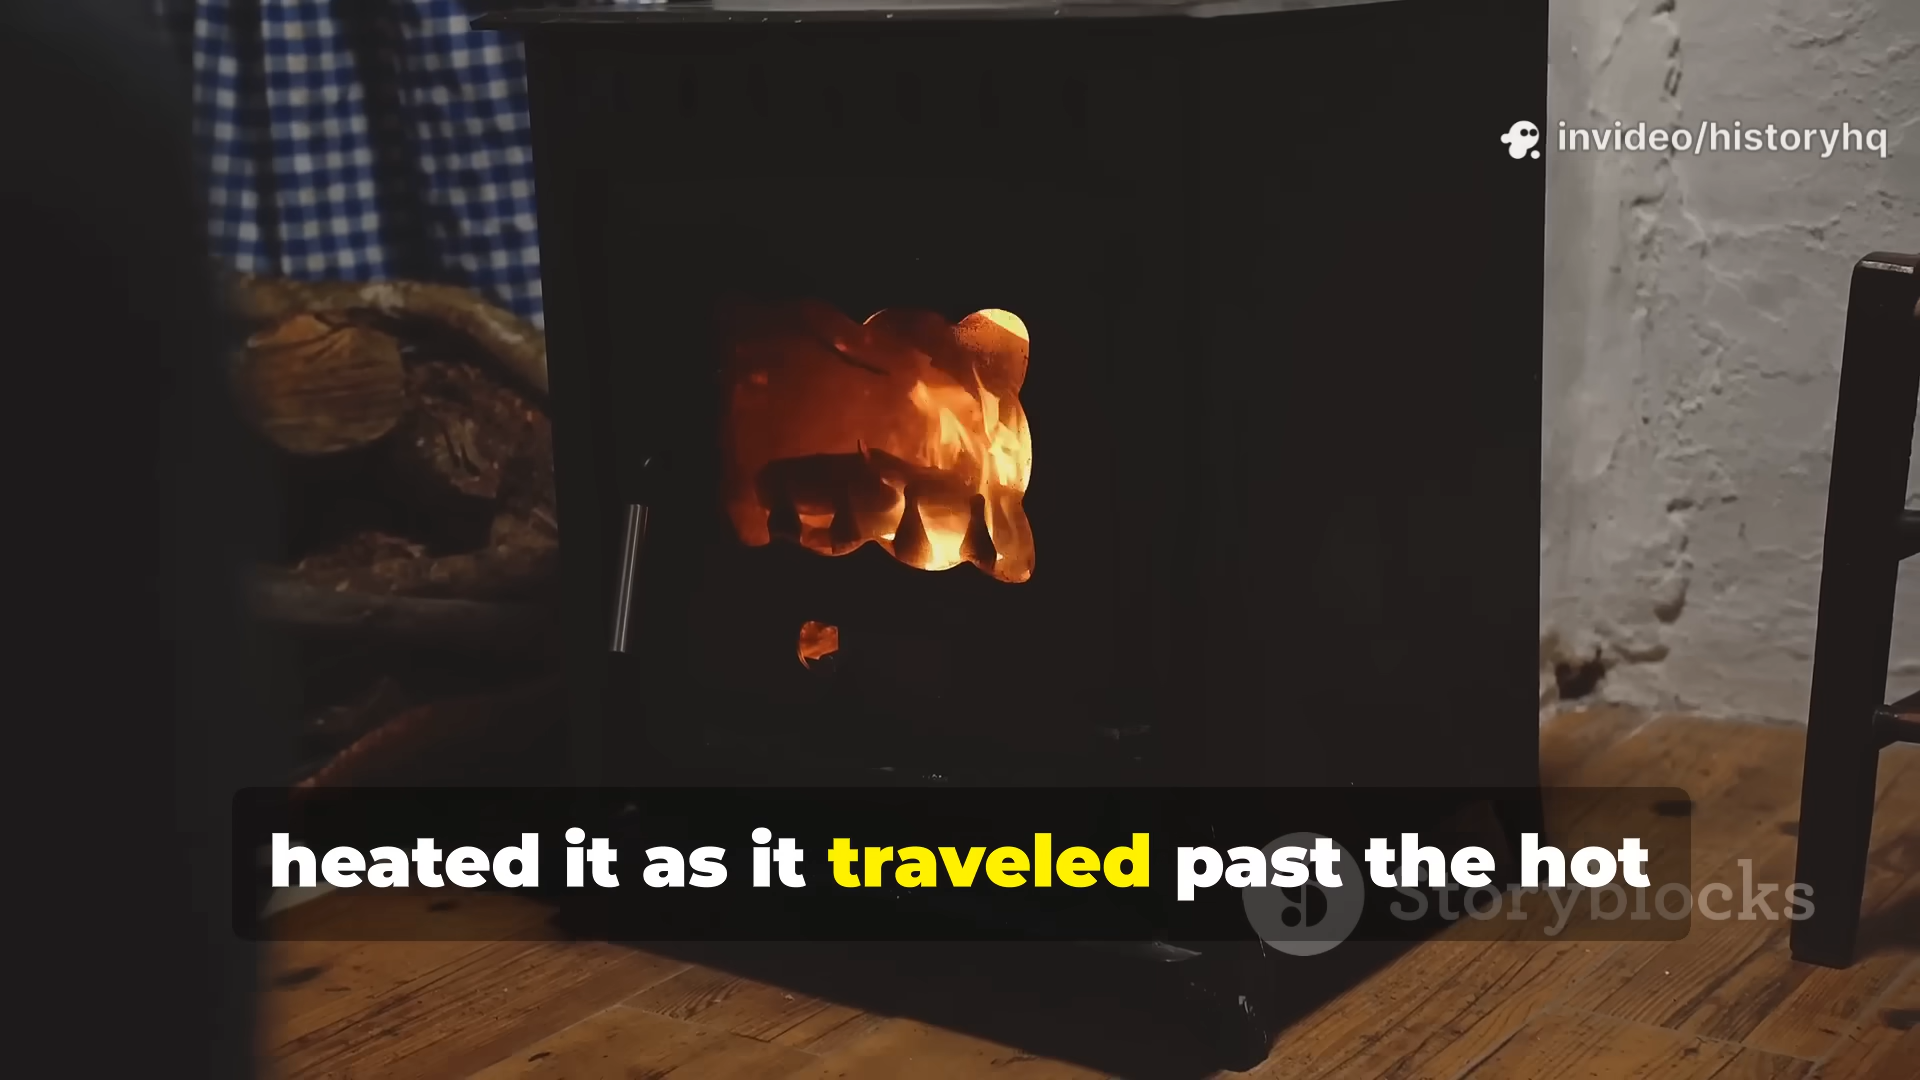 invideo/historyhq
heated it as it traveled past the hot
Storyblocks